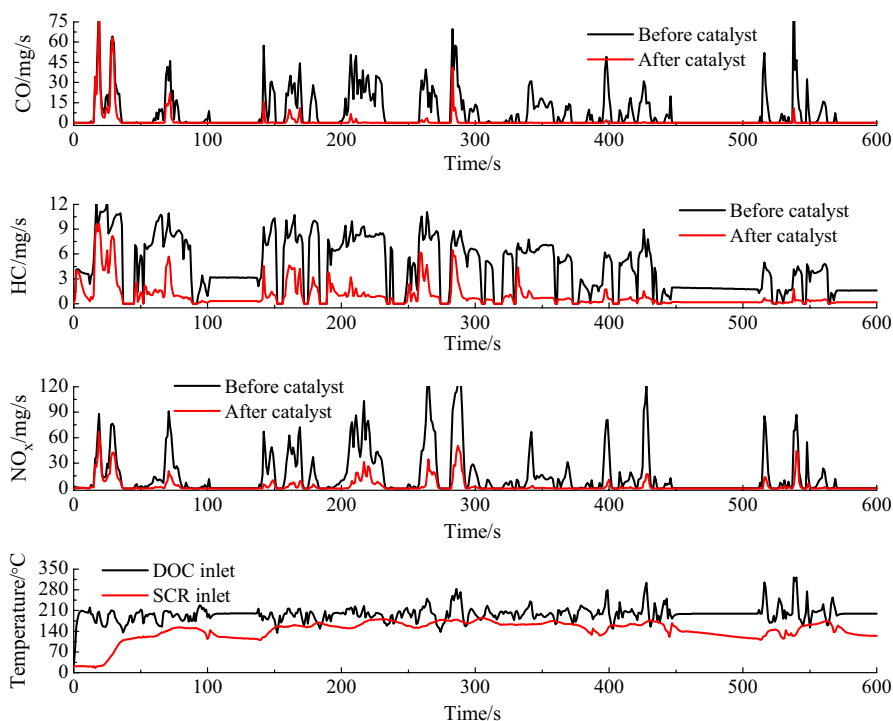 CO/mg/s
75
60
45
30
15
0
Before catalyst
After catalyst
0 100 200 300 400 500 600
Time/s
HC/mg/s
12
9
6
3
0
Before catalyst
After catalyst
0 100 200 300 400 500 600
Time/s
NOx/mg/s
120
90
60
30
0
Before catalyst
After catalyst
0 100 200 300 400 500 600
Time/s
Temperature/°C
350
280
210
140
70
0
DOC inlet
SCR inlet
0 100 200 300 400 500 600
Time/s